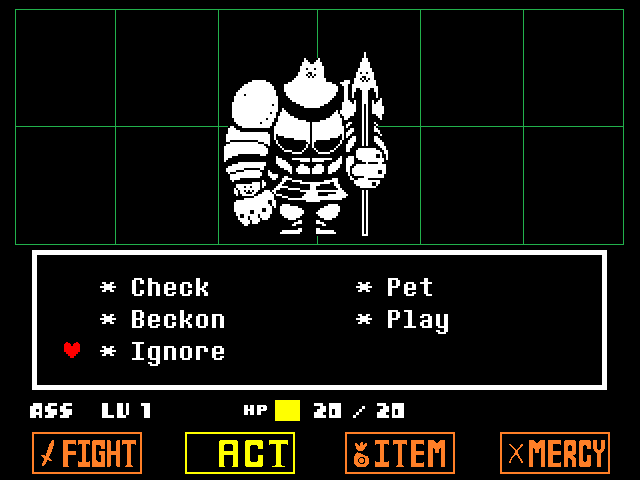 * Check * Pet
* Beckon * Play
* Ignore
ASS LV 1 HP 20 / 20
FIGHT ACT ITEM MERCY